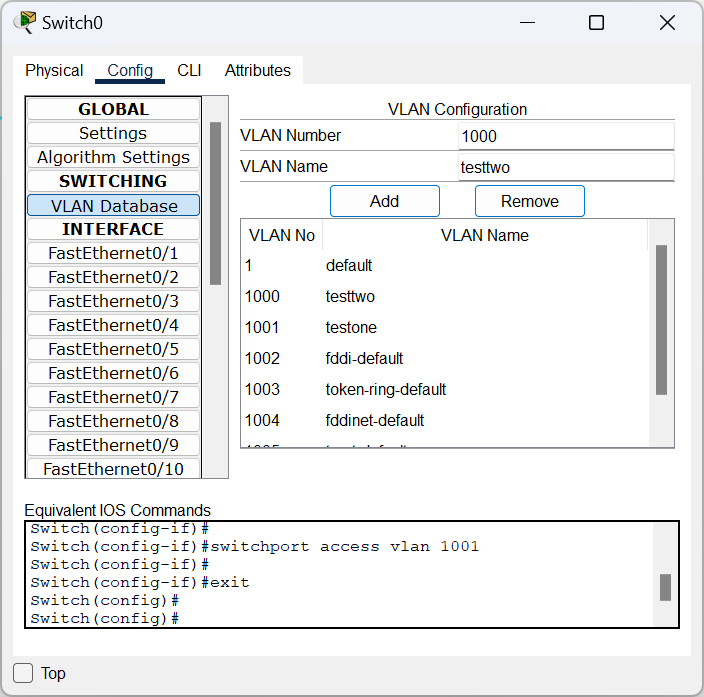 Switch0
Physical Config CLI Attributes
GLOBAL
Settings
Algorithm Settings
SWITCHING
VLAN Database
INTERFACE
FastEthernet0/1
FastEthernet0/2
FastEthernet0/3
FastEthernet0/4
FastEthernet0/5
FastEthernet0/6
FastEthernet0/7
FastEthernet0/8
FastEthernet0/9
FastEthernet0/10
VLAN Configuration
VLAN Number 1000
VLAN Name testtwo
Add Remove
VLAN No VLAN Name
1 default
1000 testtwo
1001 testone
1002 fddi-default
1003 token-ring-default
1004 fddinet-default
Equivalent IOS Commands
Switch(config-if)#
Switch(config-if)#switchport access vlan 1001
Switch(config-if)#
Switch(config-if)#exit
Switch(config)#
Switch(config)#
Top